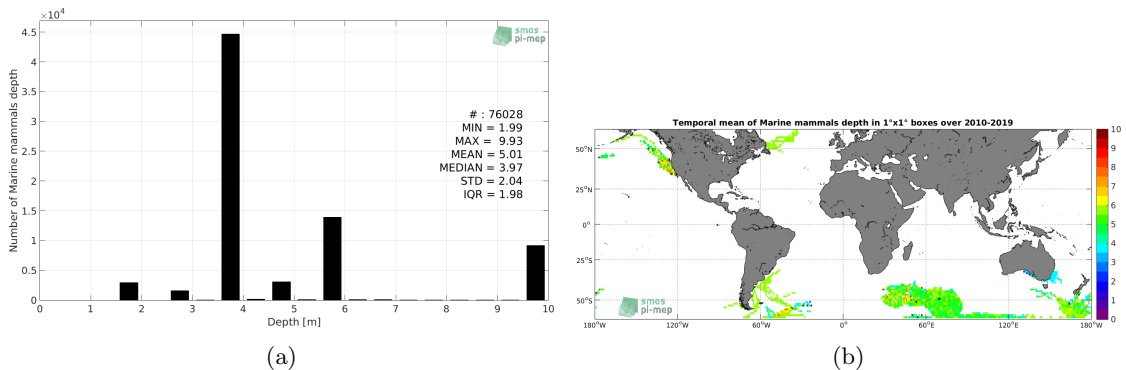 ×10⁴
4.5
4
3.5
3
2.5
2
1.5
1
0.5
0
Number of Marine mammals depth
0 1 2 3 4 5 6 7 8 9 10
Depth [m]
smos
pi-mep
# : 76028
MIN = 1.99
MAX = 9.93
MEAN = 5.01
MEDIAN = 3.97
STD = 2.04
IQR = 1.98
(a)
Temporal mean of Marine mammals depth in 1°x1° boxes over 2010-2019
50°N
25°N
0°
25°S
50°S
180°W 120°W 60°W 0° 60°E 120°E 180°W
smos
pi-mep
10
9
8
7
6
5
4
3
2
1
0
(b)